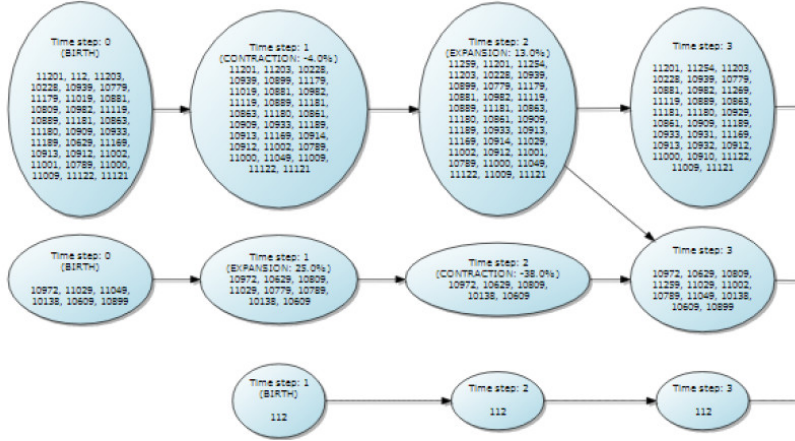 Time step: 0
(BIRTH)
11201, 112, 11203,
10228, 10939, 10779,
11179, 11019, 10881,
10809, 10982, 11119,
10889, 11181, 10863,
11180, 10909, 10933,
11189, 10629, 11169,
10913, 10912, 11002,
11001, 10789, 11000,
11009, 11122, 11121
Time step: 1
(CONTRACTION: -4.0%)
11201, 11203, 10228,
10939, 10899, 11179,
11019, 10881, 10982,
11119, 10889, 11181,
10863, 11180, 10861,
10909, 10933, 11189,
10913, 11169, 10914,
10912, 11002, 10789,
11000, 11049, 11009,
11122, 11121
Time step: 2
(EXPANSION: 13.0%)
11259, 11201, 11254,
11203, 10228, 10939,
10899, 10779, 11179,
10881, 10982, 11119,
10889, 11181, 10863,
11180, 10861, 10909,
11189, 10933, 10913,
11169, 10914, 11029,
11002, 10912, 11001,
10789, 11000, 11049,
11122, 11009, 11121
Time step: 3
11201, 11254, 11203,
10228, 10939, 10779,
10881, 10982, 11269,
11119, 10889, 10863,
11181, 11180, 10929,
10861, 10909, 11189,
10933, 10931, 11169,
10913, 10932, 10912,
11000, 10910, 11122,
11009, 11121
Time step: 0
(BIRTH)
10972, 11029, 11049,
10138, 10609, 10899
Time step: 1
(EXPANSION: 25.0%)
10972, 10629, 10809,
11029, 10779, 10789,
10138, 10609
Time step: 2
(CONTRACTION: -38.0%)
10972, 10629, 10809,
10138, 10609
Time step: 3
10972, 10629, 10809,
11259, 11029, 11002,
10789, 11049, 10138,
10609, 10899
Time step: 1
(BIRTH)
112
Time step: 2
112
Time step: 3
112